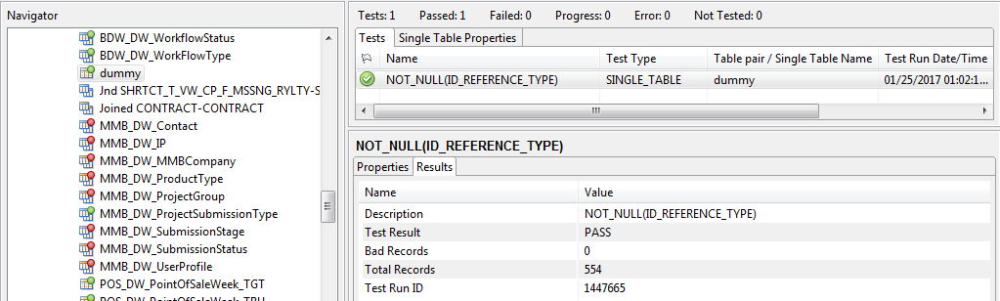 Navigator
BDW_DW_WorkflowStatus
BDW_DW_WorkFlowType
dummy
Jnd SHRTCT_T_VW_CP_F_MSSNG_RYLTY-S
Joined CONTRACT-CONTRACT
MMB_DW_Contact
MMB_DW_IP
MMB_DW_MMBCompany
MMB_DW_ProductType
MMB_DW_ProjectGroup
MMB_DW_ProjectSubmissionType
MMB_DW_SubmissionStage
MMB_DW_SubmissionStatus
MMB_DW_UserProfile
POS_DW_PointOfSaleWeek_TGT
Tests: 1 Passed: 1 Failed: 0 Progress: 0 Error: 0 Not Tested: 0
Tests Single Table Properties
Name Test Type Table pair / Single Table Name Test Run Date/Time
NOT_NULL(ID_REFERENCE_TYPE) SINGLE_TABLE dummy 01/25/2017 01:02:1...
NOT_NULL(ID_REFERENCE_TYPE)
Properties Results
Name Value
Description NOT_NULL(ID_REFERENCE_TYPE)
Test Result PASS
Bad Records 0
Total Records 554
Test Run ID 1447665